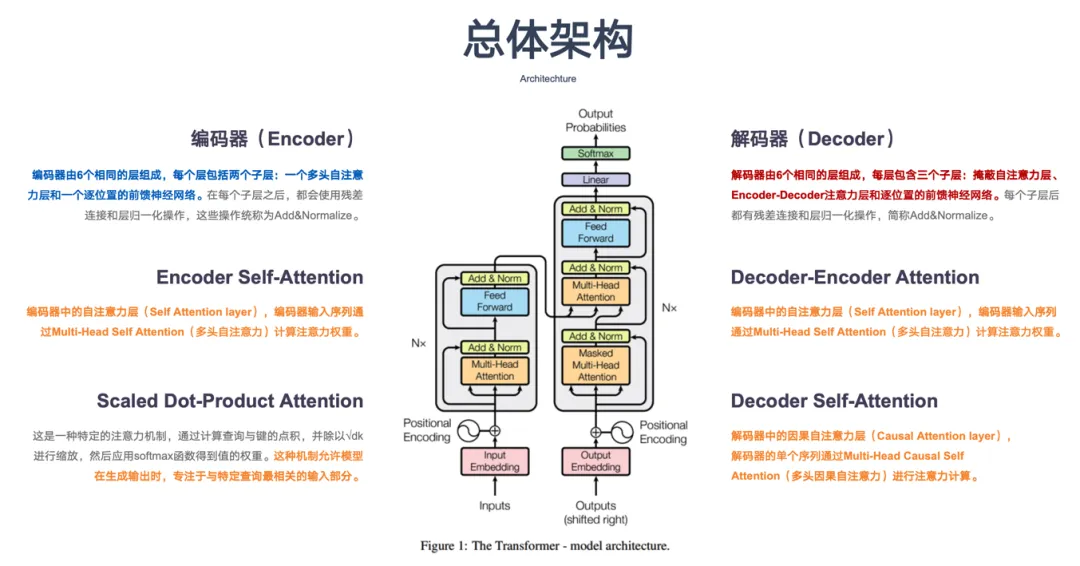 总体架构
Architechture
编码器（Encoder）
编码器由6个相同的层组成，每个层包括两个子层：一个多头自注意
力层和一个逐位置的前馈神经网络。在每个子层之后，都会使用残差
连接和层归一化操作，这些操作统称为Add&Normalize。
Encoder Self-Attention
编码器中的自注意力层（Self Attention layer），编码器输入序列通
过Multi-Head Self Attention（多头自注意力）计算注意力权重。
Scaled Dot-Product Attention
这是一种特定的注意力机制，通过计算查询与键的点积，并除以√dk
进行缩放，然后应用softmax函数得到值的权重。这种机制允许模型
在生成输出时，专注于与特定查询最相关的输入部分。
Output
Probabilities
Softmax
Linear
Add & Norm
Feed
Forward
Add & Norm
Multi-Head
Attention
Add & Norm
Masked
Multi-Head
Attention
N×
Add & Norm
Feed
Forward
Add & Norm
Multi-Head
Attention
N×
Positional
Encoding
Positional
Encoding
Input
Embedding
Output
Embedding
Inputs
Outputs
(shifted right)
Figure 1: The Transformer - model architecture.
解码器（Decoder）
解码器由6个相同的层组成，每层包含三个子层：掩蔽自注意力层、
Encoder-Decoder注意力层和逐位置的前馈神经网络。每个子层后
都有残差连接和层归一化操作，简称Add&Normalize。
Decoder-Encoder Attention
编码器中的自注意力层（Self Attention layer），编码器输入序列
通过Multi-Head Self Attention（多头自注意力）计算注意力权重。
Decoder Self-Attention
解码器中的因果自注意力层（Causal Attention layer），
解码器的单个序列通过Multi-Head Causal Self
Attention（多头因果自注意力）进行注意力计算。